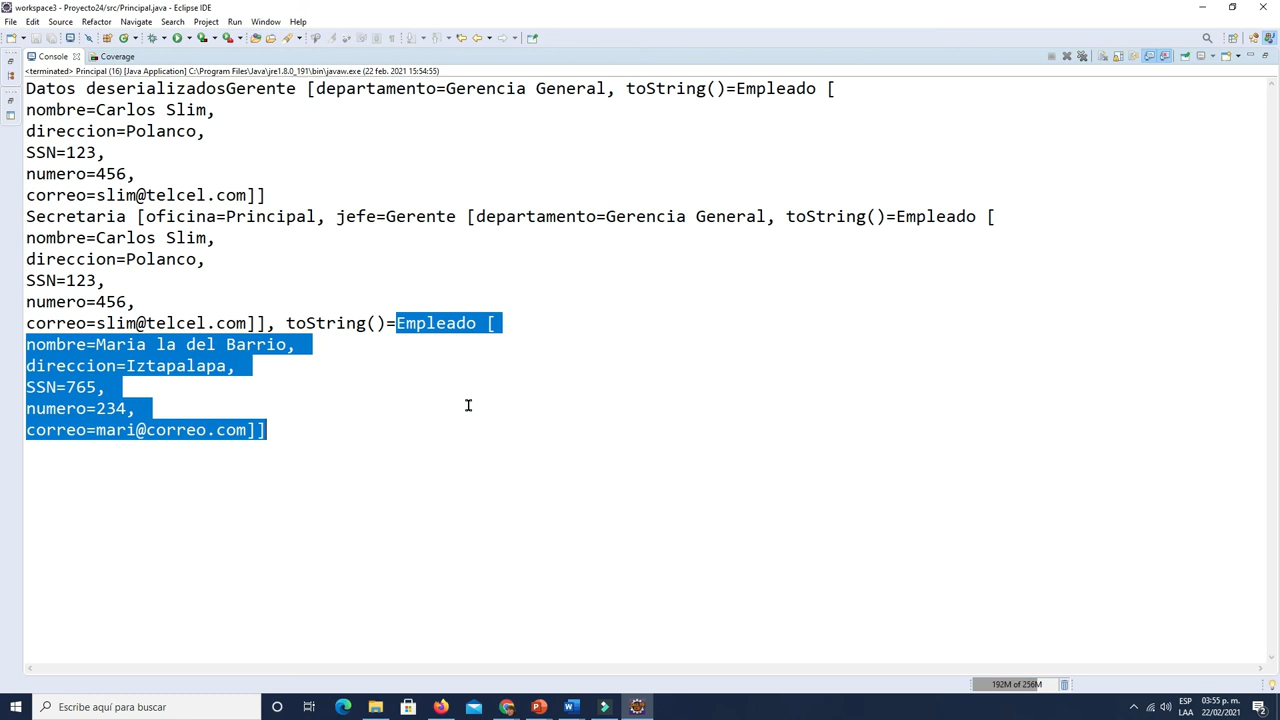 workspace3 - Proyecto24/src/Principal.java - Eclipse IDE
File Edit Source Refactor Navigate Search Project Run Window Help
Console Coverage
<terminated> Principal (16) [Java Application] C:\Program Files\Java\jre1.8.0_191\bin\javaw.exe (22 feb. 2021 15:54:55)
Datos deserializadosGerente [departamento=Gerencia General, toString()=Empleado [
nombre=Carlos Slim,
direccion=Polanco,
SSN=123,
numero=456,
correo=slim@telcel.com]]
Secretaria [oficina=Principal, jefe=Gerente [departamento=Gerencia General, toString()=Empleado [
nombre=Carlos Slim,
direccion=Polanco,
SSN=123,
numero=456,
correo=slim@telcel.com]], toString()=Empleado [
nombre=Maria la del Barrio,
direccion=Iztapalapa,
SSN=765,
numero=234,
correo=mari@correo.com]]
192M of 256M
Escribe aquí para buscar
ESP
LAA
03:55 p. m.
22/02/2021
2